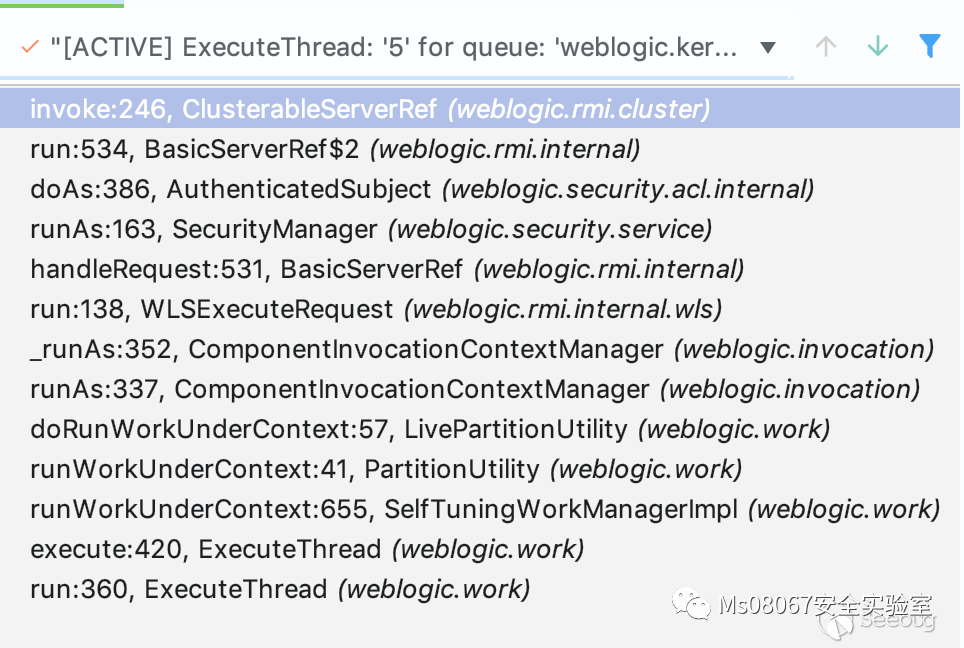 "[ACTIVE] ExecuteThread: '5' for queue: 'weblogic.ker...
invoke:246, ClusterableServerRef (weblogic.rmi.cluster)
run:534, BasicServerRef$2 (weblogic.rmi.internal)
doAs:386, AuthenticatedSubject (weblogic.security.acl.internal)
runAs:163, SecurityManager (weblogic.security.service)
handleRequest:531, BasicServerRef (weblogic.rmi.internal)
run:138, WLSExecuteRequest (weblogic.rmi.internal.wls)
_runAs:352, ComponentInvocationContextManager (weblogic.invocation)
runAs:337, ComponentInvocationContextManager (weblogic.invocation)
doRunWorkUnderContext:57, LivePartitionUtility (weblogic.work)
runWorkUnderContext:41, PartitionUtility (weblogic.work)
runWorkUnderContext:655, SelfTuningWorkManagerImpl (weblogic.work)
execute:420, ExecuteThread (weblogic.work)
run:360, ExecuteThread (weblogic.work)
Ms08067安全实验室
Seebug